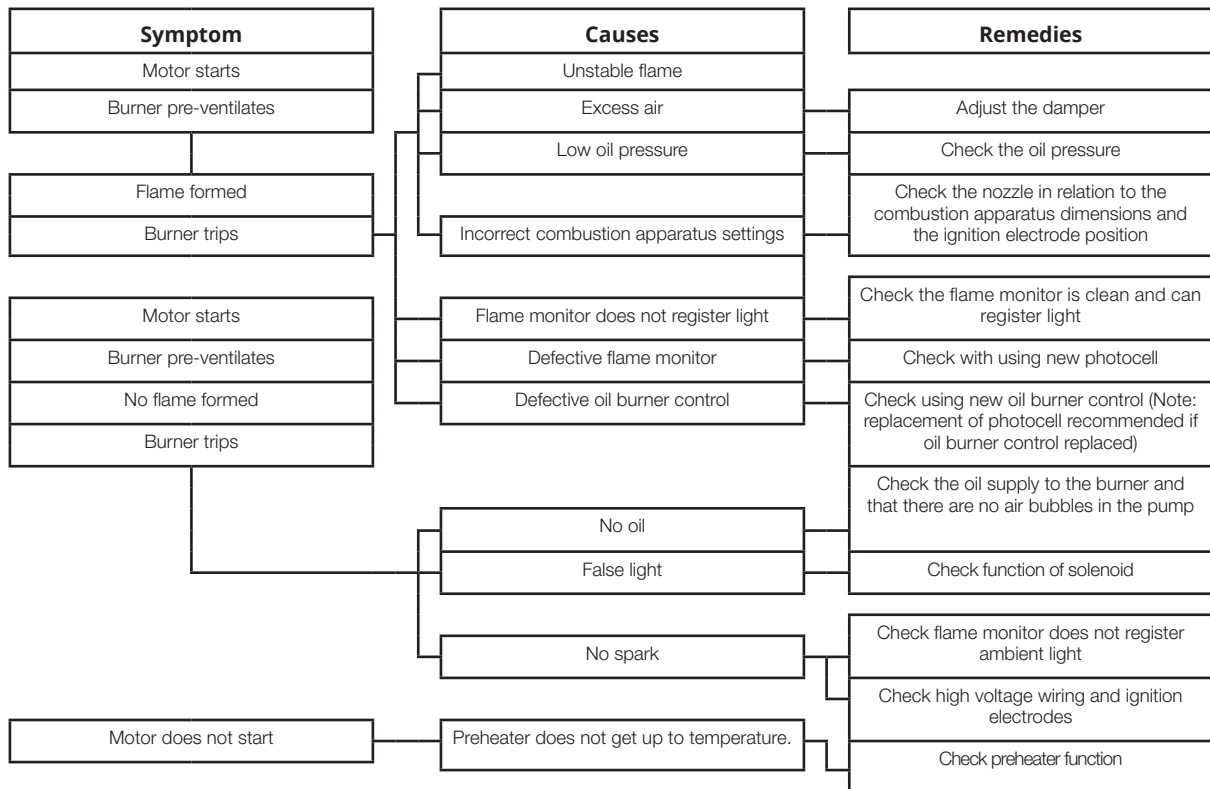 Symptom
Motor starts
Burner pre-ventilates
Flame formed
Burner trips
Motor starts
Burner pre-ventilates
No flame formed
Burner trips
Motor does not start
Causes
Unstable flame
Excess air
Low oil pressure
Incorrect combustion apparatus settings
Flame monitor does not register light
Defective flame monitor
Defective oil burner control
No oil
False light
No spark
Preheater does not get up to temperature.
Remedies
Adjust the damper
Check the oil pressure
Check the nozzle in relation to the
combustion apparatus dimensions and
the ignition electrode position
Check the flame monitor is clean and can
register light
Check with using new photocell
Check using new oil burner control (Note:
replacement of photocell recommended if
oil burner control replaced)
Check the oil supply to the burner and
that there are no air bubbles in the pump
Check function of solenoid
Check flame monitor does not register
ambient light
Check high voltage wiring and ignition
electrodes
Check preheater function